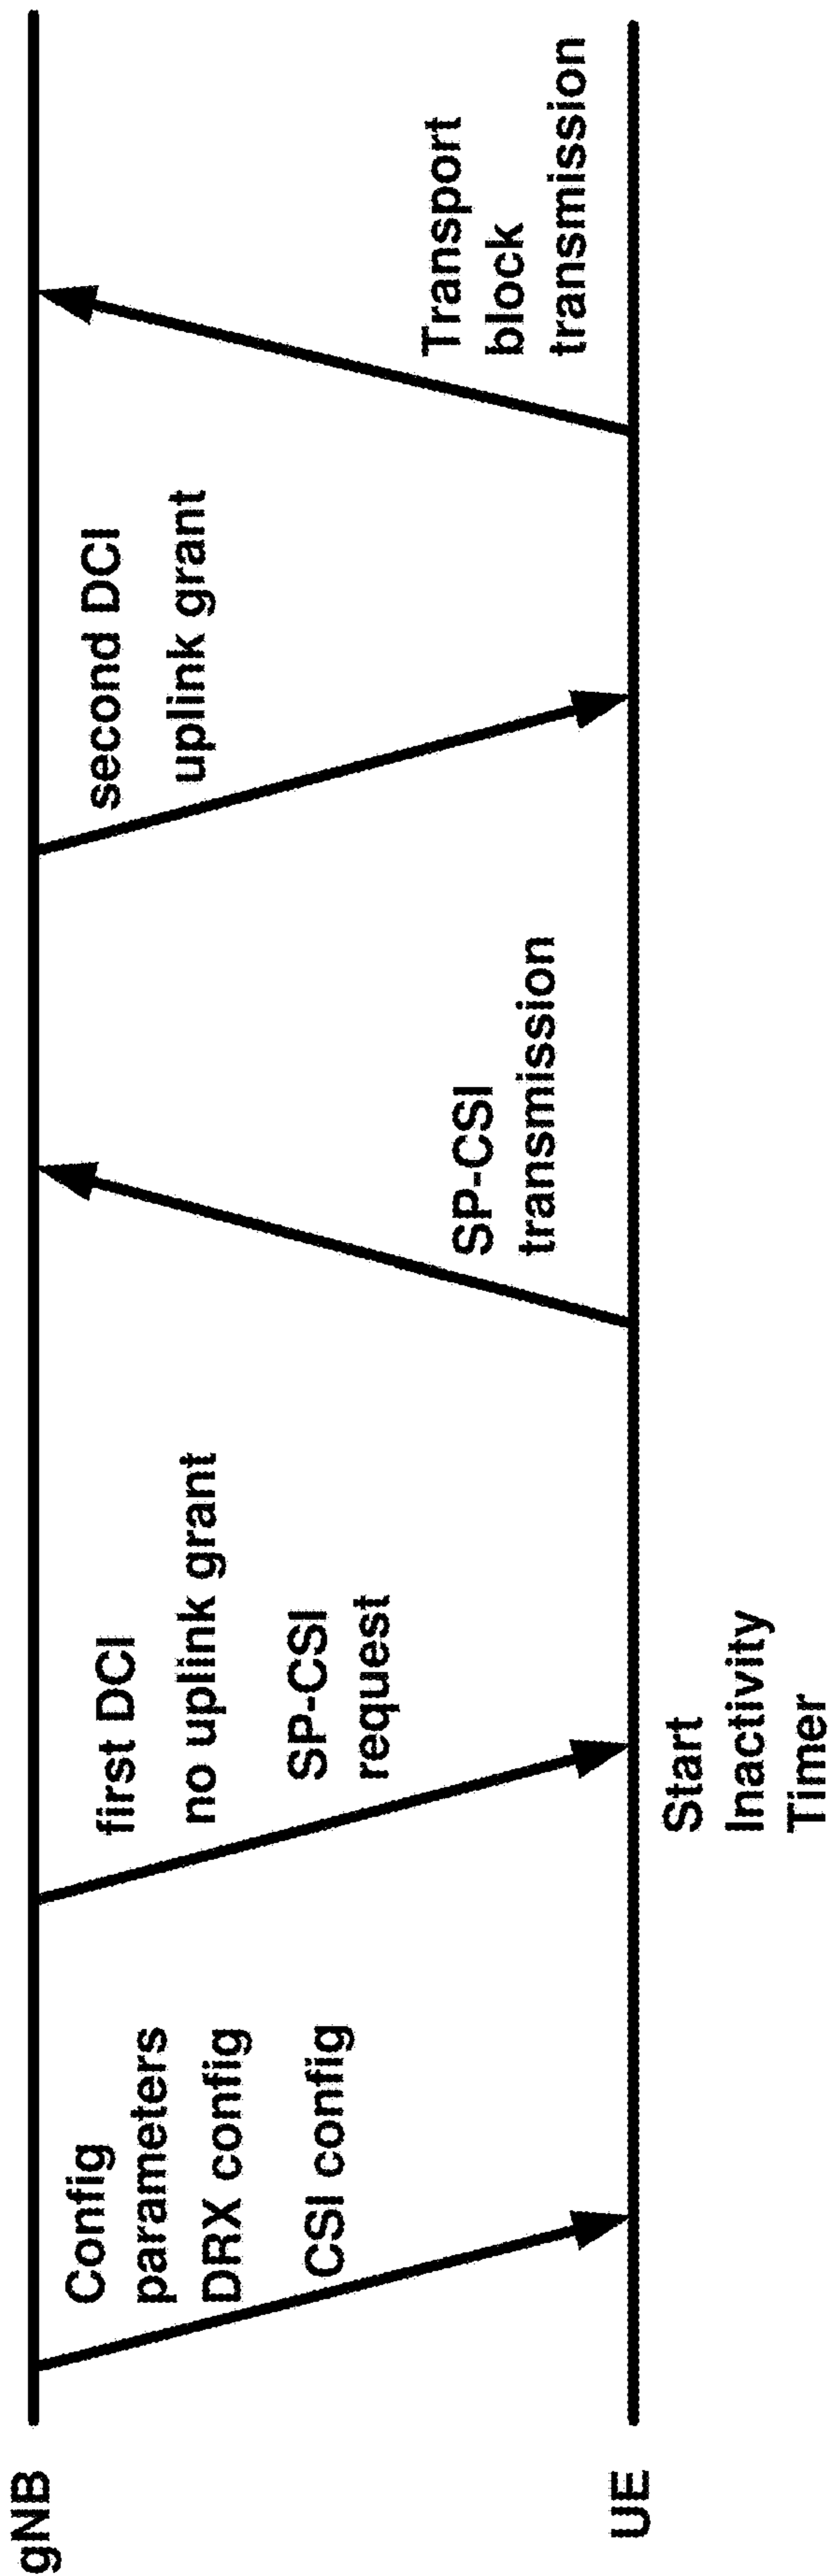 gNB
Config
parameters
DRX config
CSI config
first DCI
no uplink grant
SP-CSI
request
SP-CSI
transmission
second DCI
uplink grant
Transport
block
transmission
UE
Start
Inactivity
Timer